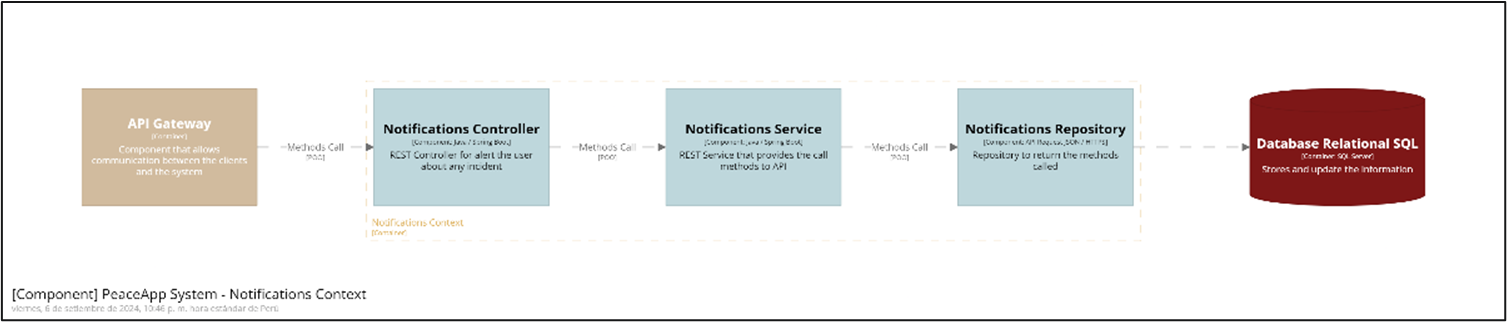 API Gateway
[Container]
Component that allows
communication between the clients
and the system
Methods Call
[POO]
Notifications Controller
[Component: Java / Spring Boot]
REST Controller for alert the user
about any incident
Methods Call
[POO]
Notifications Service
[Component: Java / Spring Boot]
REST Service that provides the call
methods to API
Methods Call
[POO]
Notifications Repository
[Component: API Request JSON / HTTPS]
Repository to return the methods
called
Database Relational SQL
[Container: SQL Server]
Stores and update the information
Notifications Context
[Container]
[Component] PeaceApp System - Notifications Context
viernes, 6 de setiembre de 2024, 10:46 p. m. hora estándar de Perú